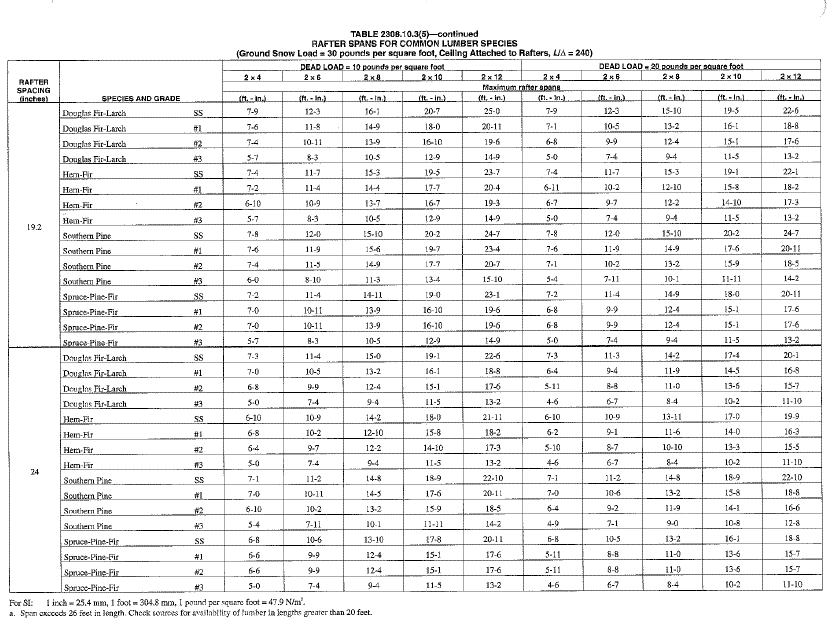 TABLE 2308.10.3(5)—continued
RAFTER SPANS FOR COMMON LUMBER SPECIES
(Ground Snow Load = 30 pounds per square foot, Ceiling Attached to Rafters, L/Δ = 240)
RAFTER SPACING (inches) SPECIES AND GRADE DEAD LOAD = 10 pounds per square foot DEAD LOAD = 20 pounds per square foot
2 × 4 2 × 6 2 × 8 2 × 10 2 × 12 2 × 4 2 × 6 2 × 8 2 × 10 2 × 12
Maximum rafter spans
(ft. - in.) (ft. - in.) (ft. - in.) (ft. - in.) (ft. - in.) (ft. - in.) (ft. - in.) (ft. - in.) (ft. - in.) (ft. - in.)
19.2
Douglas Fir-Larch SS 7-9 12-3 16-1 20-7 25-0 7-9 12-3 15-10 19-5 22-6
Douglas Fir-Larch #1 7-6 11-8 14-9 18-0 20-11 7-1 10-5 13-2 16-1 18-8
Douglas Fir-Larch #2 7-4 10-11 13-9 16-10 19-6 6-8 9-9 12-4 15-1 17-6
Douglas Fir-Larch #3 5-7 8-3 10-5 12-9 14-9 5-0 7-4 9-4 11-5 13-2
Hem-Fir SS 7-4 11-7 15-3 19-5 23-7 7-4 11-7 15-3 19-1 22-1
Hem-Fir #1 7-2 11-4 14-4 17-7 20-4 6-11 10-2 12-10 15-8 18-2
Hem-Fir #2 6-10 10-9 13-7 16-7 19-3 6-7 9-7 12-2 14-10 17-3
Hem-Fir #3 5-7 8-3 10-5 12-9 14-9 5-0 7-4 9-4 11-5 13-2
Southern Pine SS 7-8 12-0 15-10 20-2 24-7 7-8 12-0 15-10 20-2 24-7
Southern Pine #1 7-6 11-9 15-6 19-7 23-4 7-6 11-9 14-9 17-6 20-11
Southern Pine #2 7-4 11-5 14-9 17-7 20-7 7-1 10-2 13-2 15-9 18-5
Southern Pine #3 6-0 8-10 11-3 13-4 15-10 5-4 7-11 10-1 11-11 14-2
Spruce-Pine-Fir SS 7-2 11-4 14-11 19-0 23-1 7-2 11-4 14-9 18-0 20-11
Spruce-Pine-Fir #1 7-0 10-11 13-9 16-10 19-6 6-8 9-9 12-4 15-1 17-6
Spruce-Pine-Fir #2 7-0 10-11 13-9 16-10 19-6 6-8 9-9 12-4 15-1 17-6
Spruce-Pine-Fir #3 5-7 8-3 10-5 12-9 14-9 5-0 7-4 9-4 11-5 13-2
24
Douglas Fir-Larch SS 7-3 11-4 15-0 19-1 22-6 7-3 11-3 14-2 17-4 20-1
Douglas Fir-Larch #1 7-0 10-5 13-2 16-1 18-8 6-4 9-4 11-9 14-5 16-8
Douglas Fir-Larch #2 6-8 9-9 12-4 15-1 17-6 5-11 8-8 11-0 13-6 15-7
Douglas Fir-Larch #3 5-0 7-4 9-4 11-5 13-2 4-6 6-7 8-4 10-2 11-10
Hem-Fir SS 6-10 10-9 14-2 18-0 21-11 6-10 10-9 13-11 17-0 19-9
Hem-Fir #1 6-8 10-2 12-10 15-8 18-2 6-2 9-1 11-6 14-0 16-3
Hem-Fir #2 6-4 9-7 12-2 14-10 17-3 5-10 8-7 10-10 13-3 15-5
Hem-Fir #3 5-0 7-4 9-4 11-5 13-2 4-6 6-7 8-4 10-2 11-10
Southern Pine SS 7-1 11-2 14-8 18-9 22-10 7-1 11-2 14-8 18-9 22-10
Southern Pine #1 7-0 10-11 14-5 17-6 20-11 7-0 10-6 13-2 15-8 18-8
Southern Pine #2 6-10 10-2 13-2 15-9 18-5 6-4 9-2 11-9 14-1 16-6
Southern Pine #3 5-4 7-11 10-1 11-11 14-2 4-9 7-1 9-0 10-8 12-8
Spruce-Pine-Fir SS 6-8 10-6 13-10 17-8 20-11 6-8 10-5 13-2 16-1 18-8
Spruce-Pine-Fir #1 6-6 9-9 12-4 15-1 17-6 5-11 8-8 11-0 13-6 15-7
Spruce-Pine-Fir #2 6-6 9-9 12-4 15-1 17-6 5-11 8-8 11-0 13-6 15-7
Spruce-Pine-Fir #3 5-0 7-4 9-4 11-5 13-2 4-6 6-7 8-4 10-2 11-10
For SI: 1 inch = 25.4 mm, 1 foot = 304.8 mm, 1 pound per square foot = 47.9 N/m².
a. Span exceeds 26 feet in length. Check sources for availability of lumber in lengths greater than 20 feet.